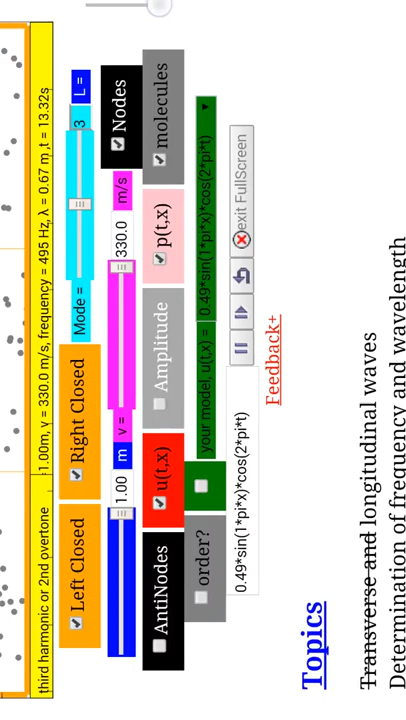 third harmonic or 2nd overtone 1.00m, v = 330.0 m/s, frequency = 495 Hz, λ = 0.67 m ,t = 13.32s
Left Closed Right Closed Mode = 3 L =
1.00 m v = 330.0 m/s Nodes
AntiNodes u(t,x) Amplitude p(t,x) molecules
order? your model, u(t,x) = 0.49*sin(1*pi*x)*cos(2*pi*t)
0.49*sin(1*pi*x)*cos(2*pi*t) exit FullScreen
Feedback+
Topics
Transverse and longitudinal waves
Determination of frequency and wavelength